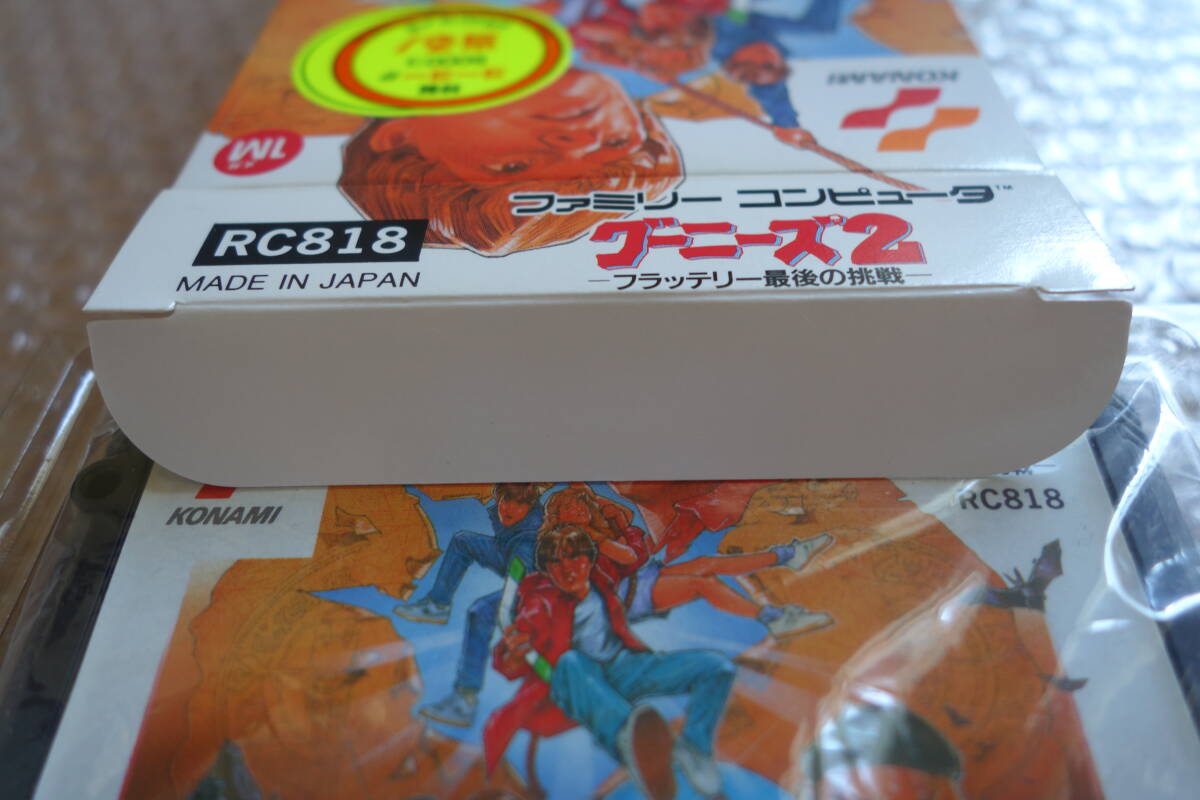 KONAMI
1M
ファミリー コンピュータ™
RC818
グーニーズ2
MADE IN JAPAN
フラッテリー最後の挑戦
KONAMI
RC818